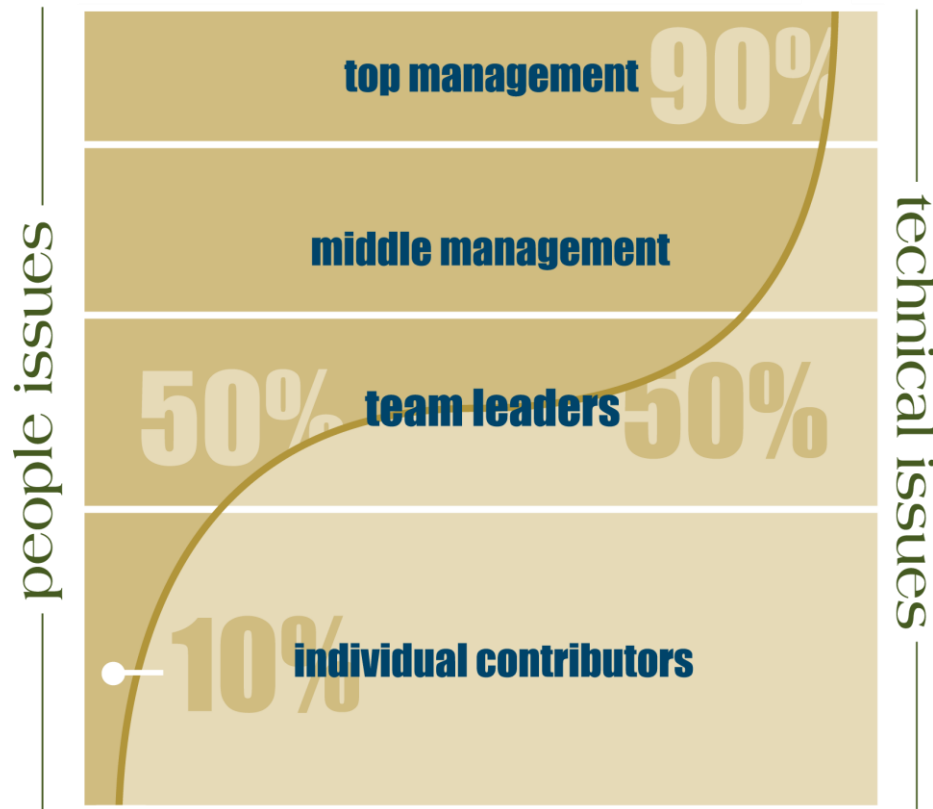 people issues
top management
90%
middle management
50%
team leaders
50%
10%
individual contributors
technical issues